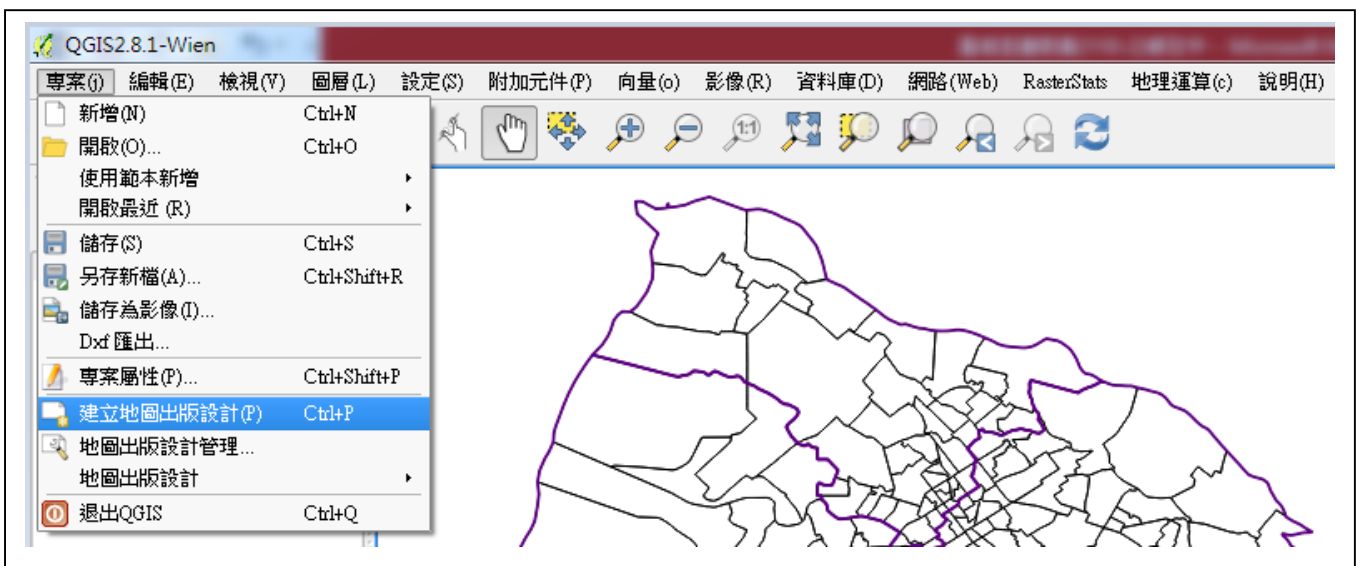 QGIS2.8.1-Wien
專案(j) 編輯(E) 檢視(V) 圖層(L) 設定(S) 附加元件(P) 向量(o) 影像(R) 資料庫(D) 網路(Web) RasterStats 地理運算(c) 說明(H)
新增(N) Ctrl+N
開啟(O)... Ctrl+O
使用範本新增
開啟最近 (R)
儲存(S) Ctrl+S
另存新檔(A)... Ctrl+Shift+R
儲存為影像(I)...
Dxf 匯出...
專案屬性(P)... Ctrl+Shift+P
建立地圖出版設計(P) Ctrl+P
地圖出版設計管理...
地圖出版設計
退出QGIS Ctrl+Q
1:1